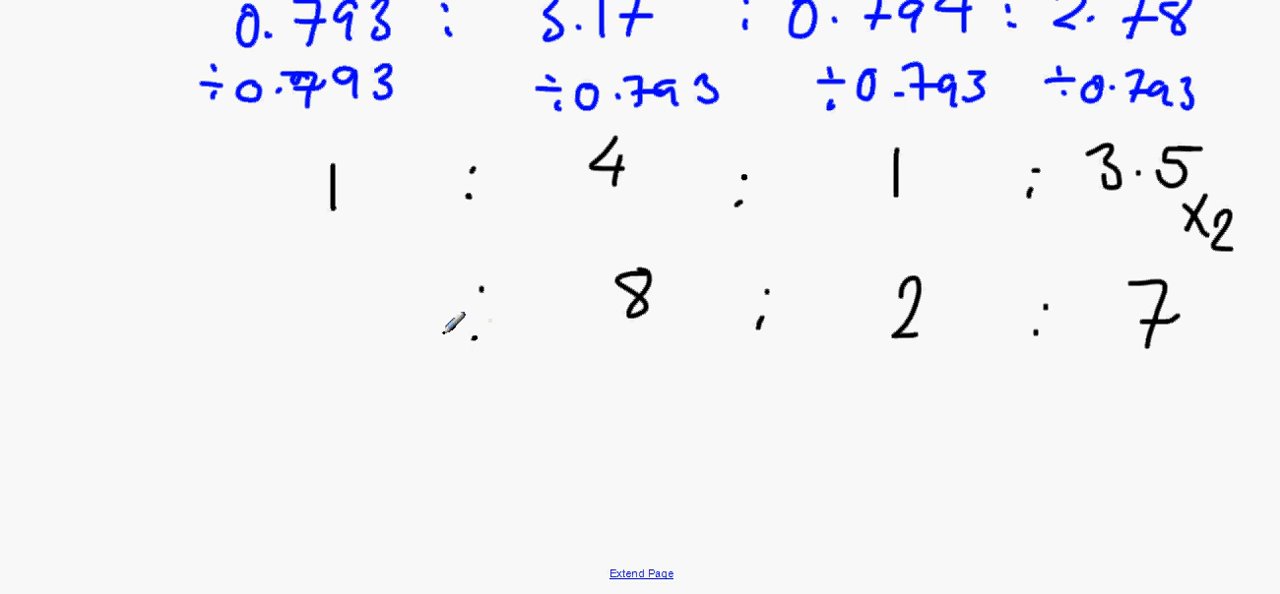 0.793 : 3.17 : 0.794 : 2.78
÷0.793 ÷0.793 ÷0.793 ÷0.793
1 : 4 : 1 : 3.5
×2
: 8 : 2 : 7
Extend Page